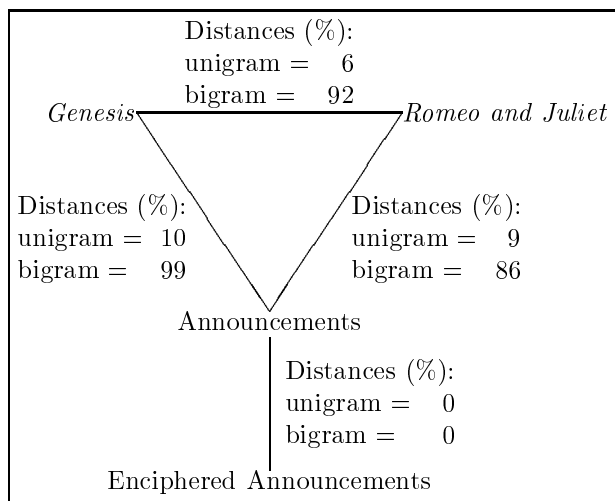 Distances (%):
unigram = 6
bigram = 92
Genesis
Romeo and Juliet
Distances (%):
unigram = 10
bigram = 99
Distances (%):
unigram = 9
bigram = 86
Announcements
Distances (%):
unigram = 0
bigram = 0
Enciphered Announcements